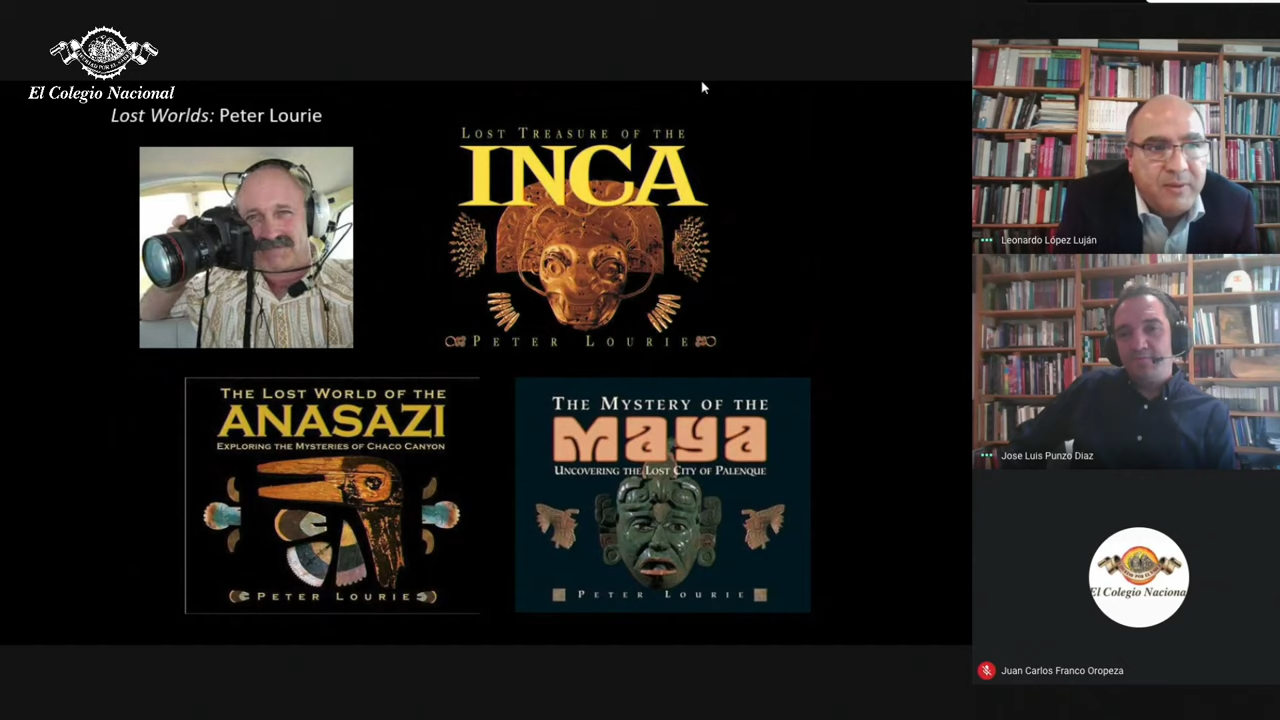 El Colegio Nacional
Lost Worlds: Peter Lourie
LOST TREASURE OF THE
INCA
PETER LOURIE
THE LOST WORLD OF THE
ANASAZI
EXPLORING THE MYSTERIES OF CHACO CANYON
PETER LOURIE
THE MYSTERY OF THE
MAYA
UNCOVERING THE LOST CITY OF PALENQUE
PETER LOURIE
Leonardo López Luján
Jose Luis Punzo Diaz
El Colegio Naciona
Juan Carlos Franco Oropeza